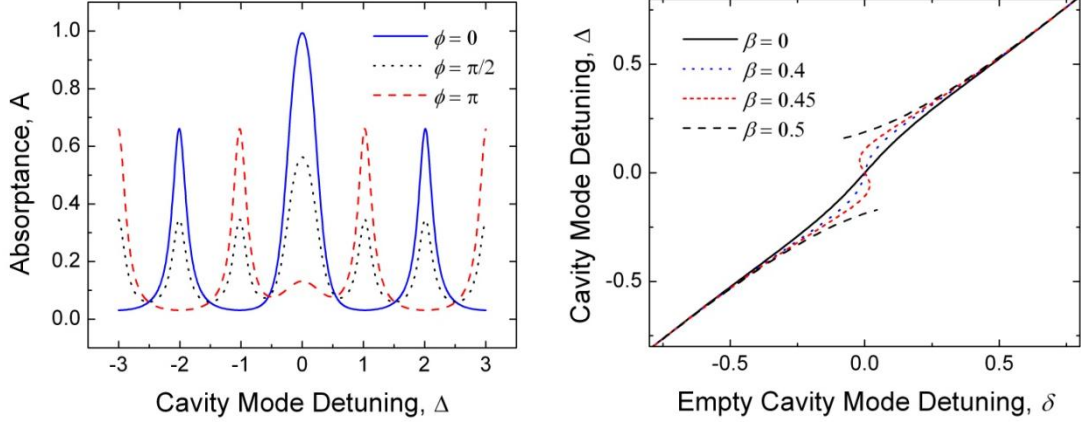 Absorptance, A
1.0
0.8
0.6
0.4
0.2
0.0
ϕ = 0
ϕ = π/2
ϕ = π
-3 -2 -1 0 1 2 3
Cavity Mode Detuning, Δ
Cavity Mode Detuning, Δ
0.5
0.0
-0.5
β = 0
β = 0.4
β = 0.45
β = 0.5
-0.5 0.0 0.5
Empty Cavity Mode Detuning, δ